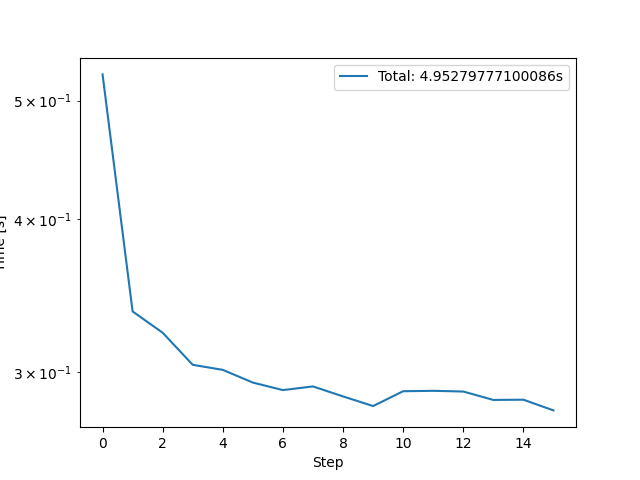 Total: 4.95279777100086s
5 × 10⁻¹
4 × 10⁻¹
3 × 10⁻¹
[s]
0 2 4 6 8 10 12 14
Step